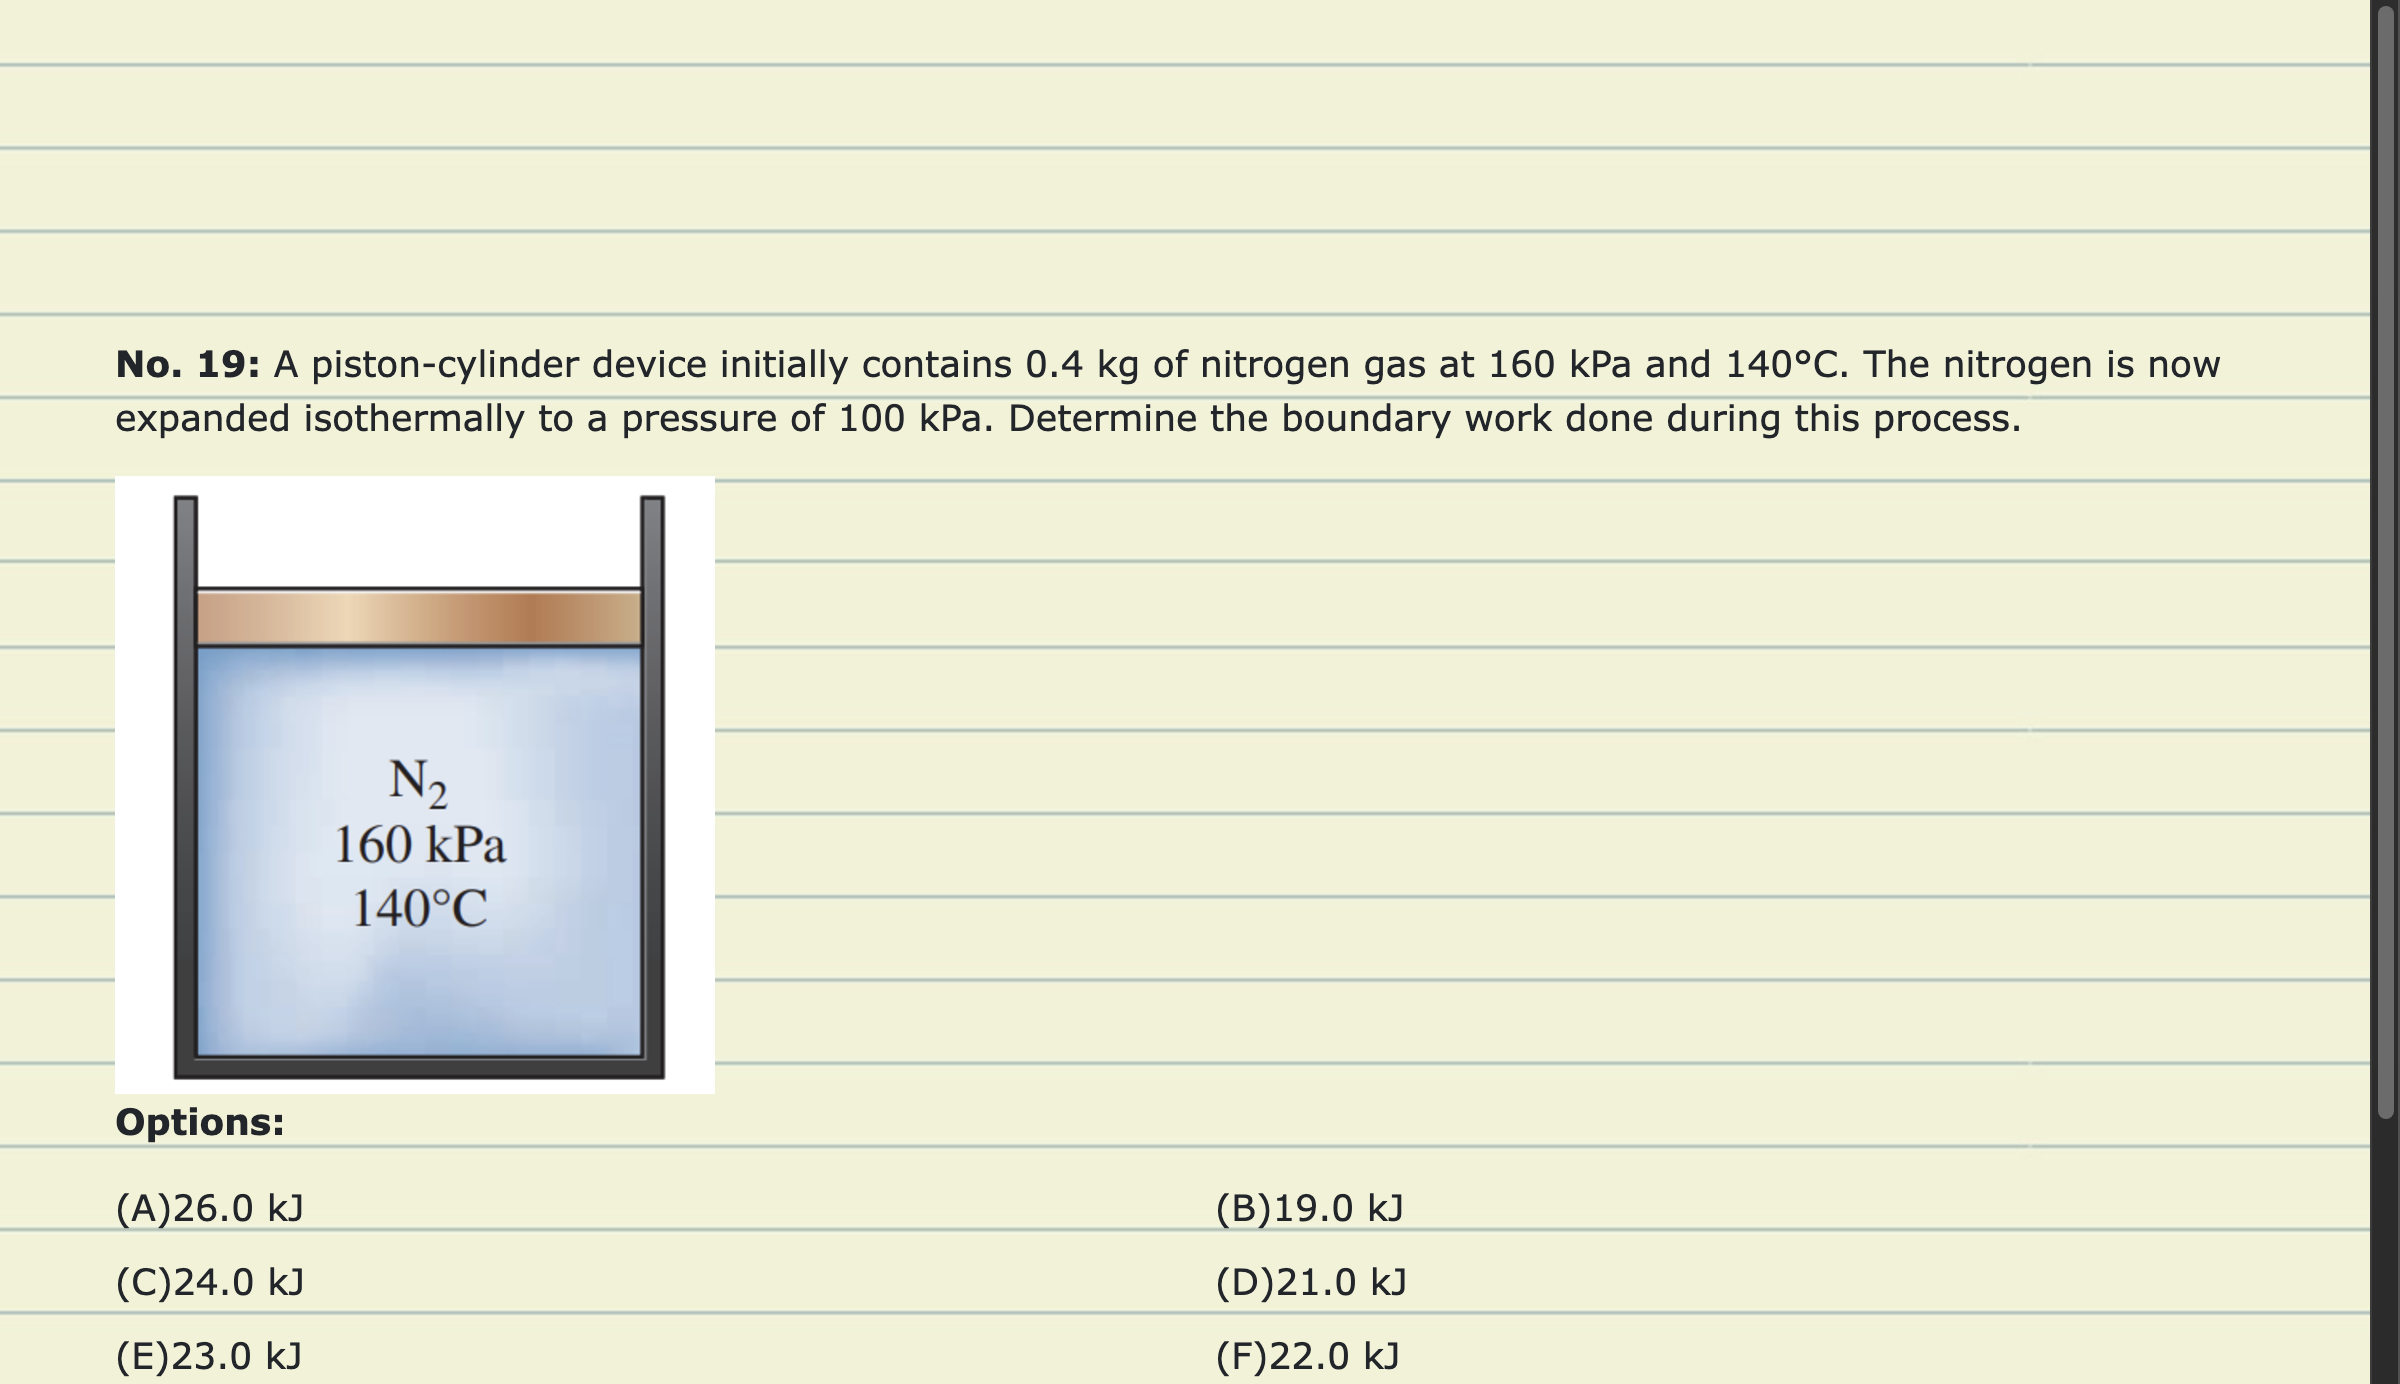 No. 19: A piston-cylinder device initially contains 0.4 kg of nitrogen gas at 160 kPa and 140°C. The nitrogen is now
expanded isothermally to a pressure of 100 kPa. Determine the boundary work done during this process.
N₂
160 kPa
140°C
Options:
(A)26.0 kJ
(B)19.0 kJ
(C)24.0 kJ
(D)21.0 kJ
(E)23.0 kJ
(F)22.0 kJ